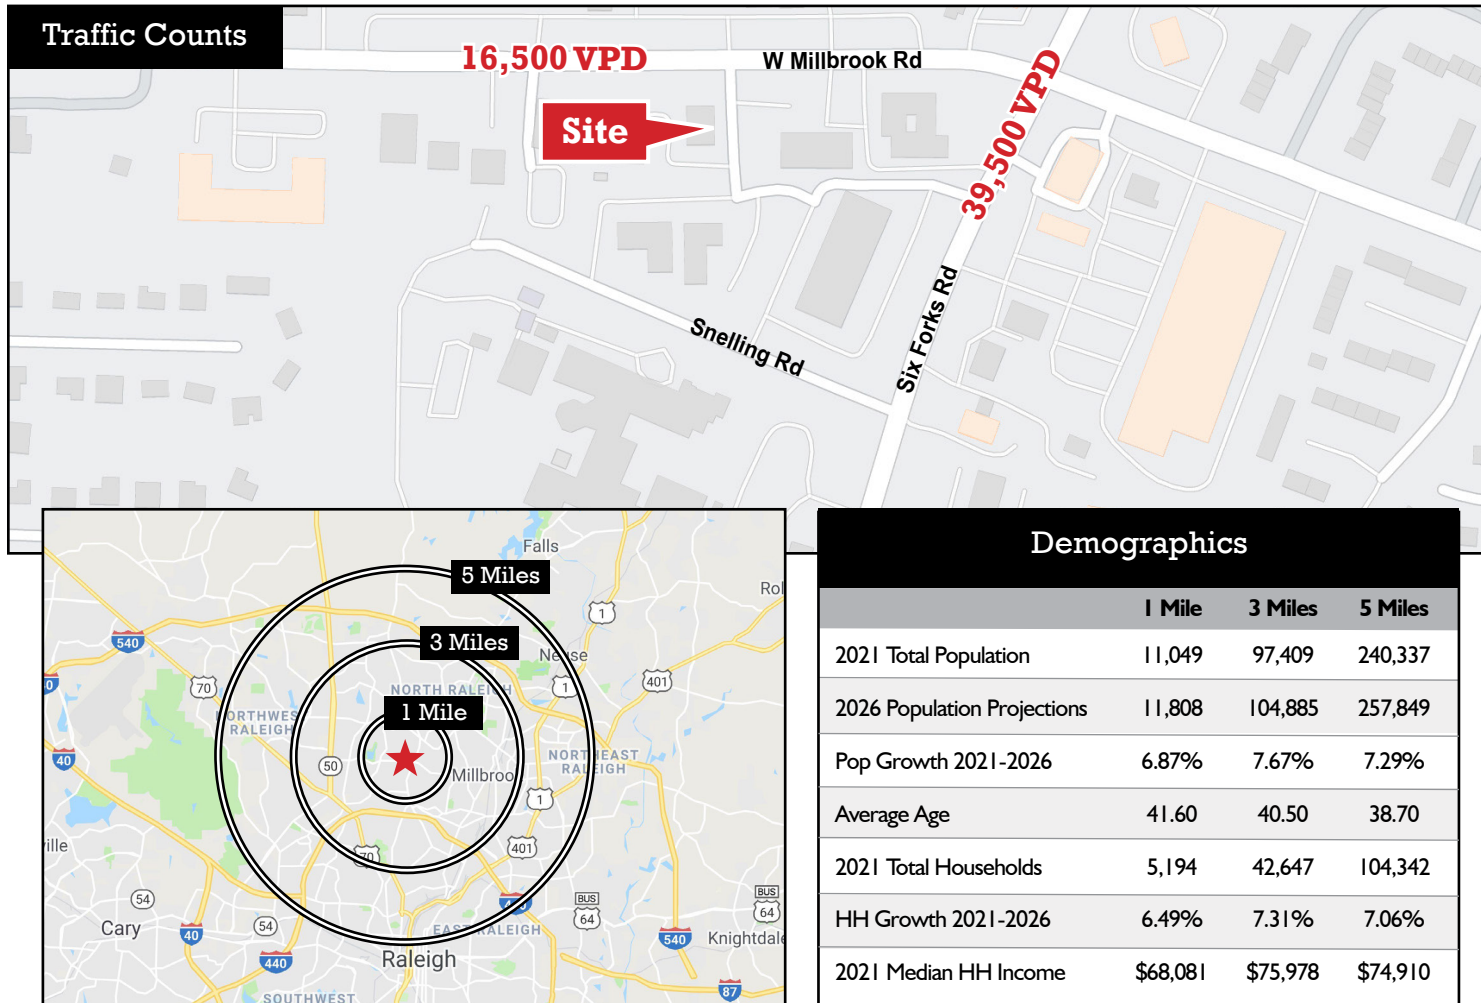 Traffic Counts
16,500 VPD
W Millbrook Rd
39,500 VPD
Site
Six Forks Rd
Snelling Rd
Falls
5 Miles
Rol
1
540
3 Miles
Neuse
401
70
NORTH RALEIGH
1
1 Mile
NORTHWES
RALEIGH
40
50
Millbroo
NORTHEAST
RALEIGH
1
ville
70
401
54
BUS
64
BUS
64
Cary
40
54
EAST RALEIGH
540
Knightdale
440
Raleigh
SOUTHWEST
87
Demographics
1 Mile 3 Miles 5 Miles
2021 Total Population 11,049 97,409 240,337
2026 Population Projections 11,808 104,885 257,849
Pop Growth 2021-2026 6.87% 7.67% 7.29%
Average Age 41.60 40.50 38.70
2021 Total Households 5,194 42,647 104,342
HH Growth 2021-2026 6.49% 7.31% 7.06%
2021 Median HH Income $68,081 $75,978 $74,910